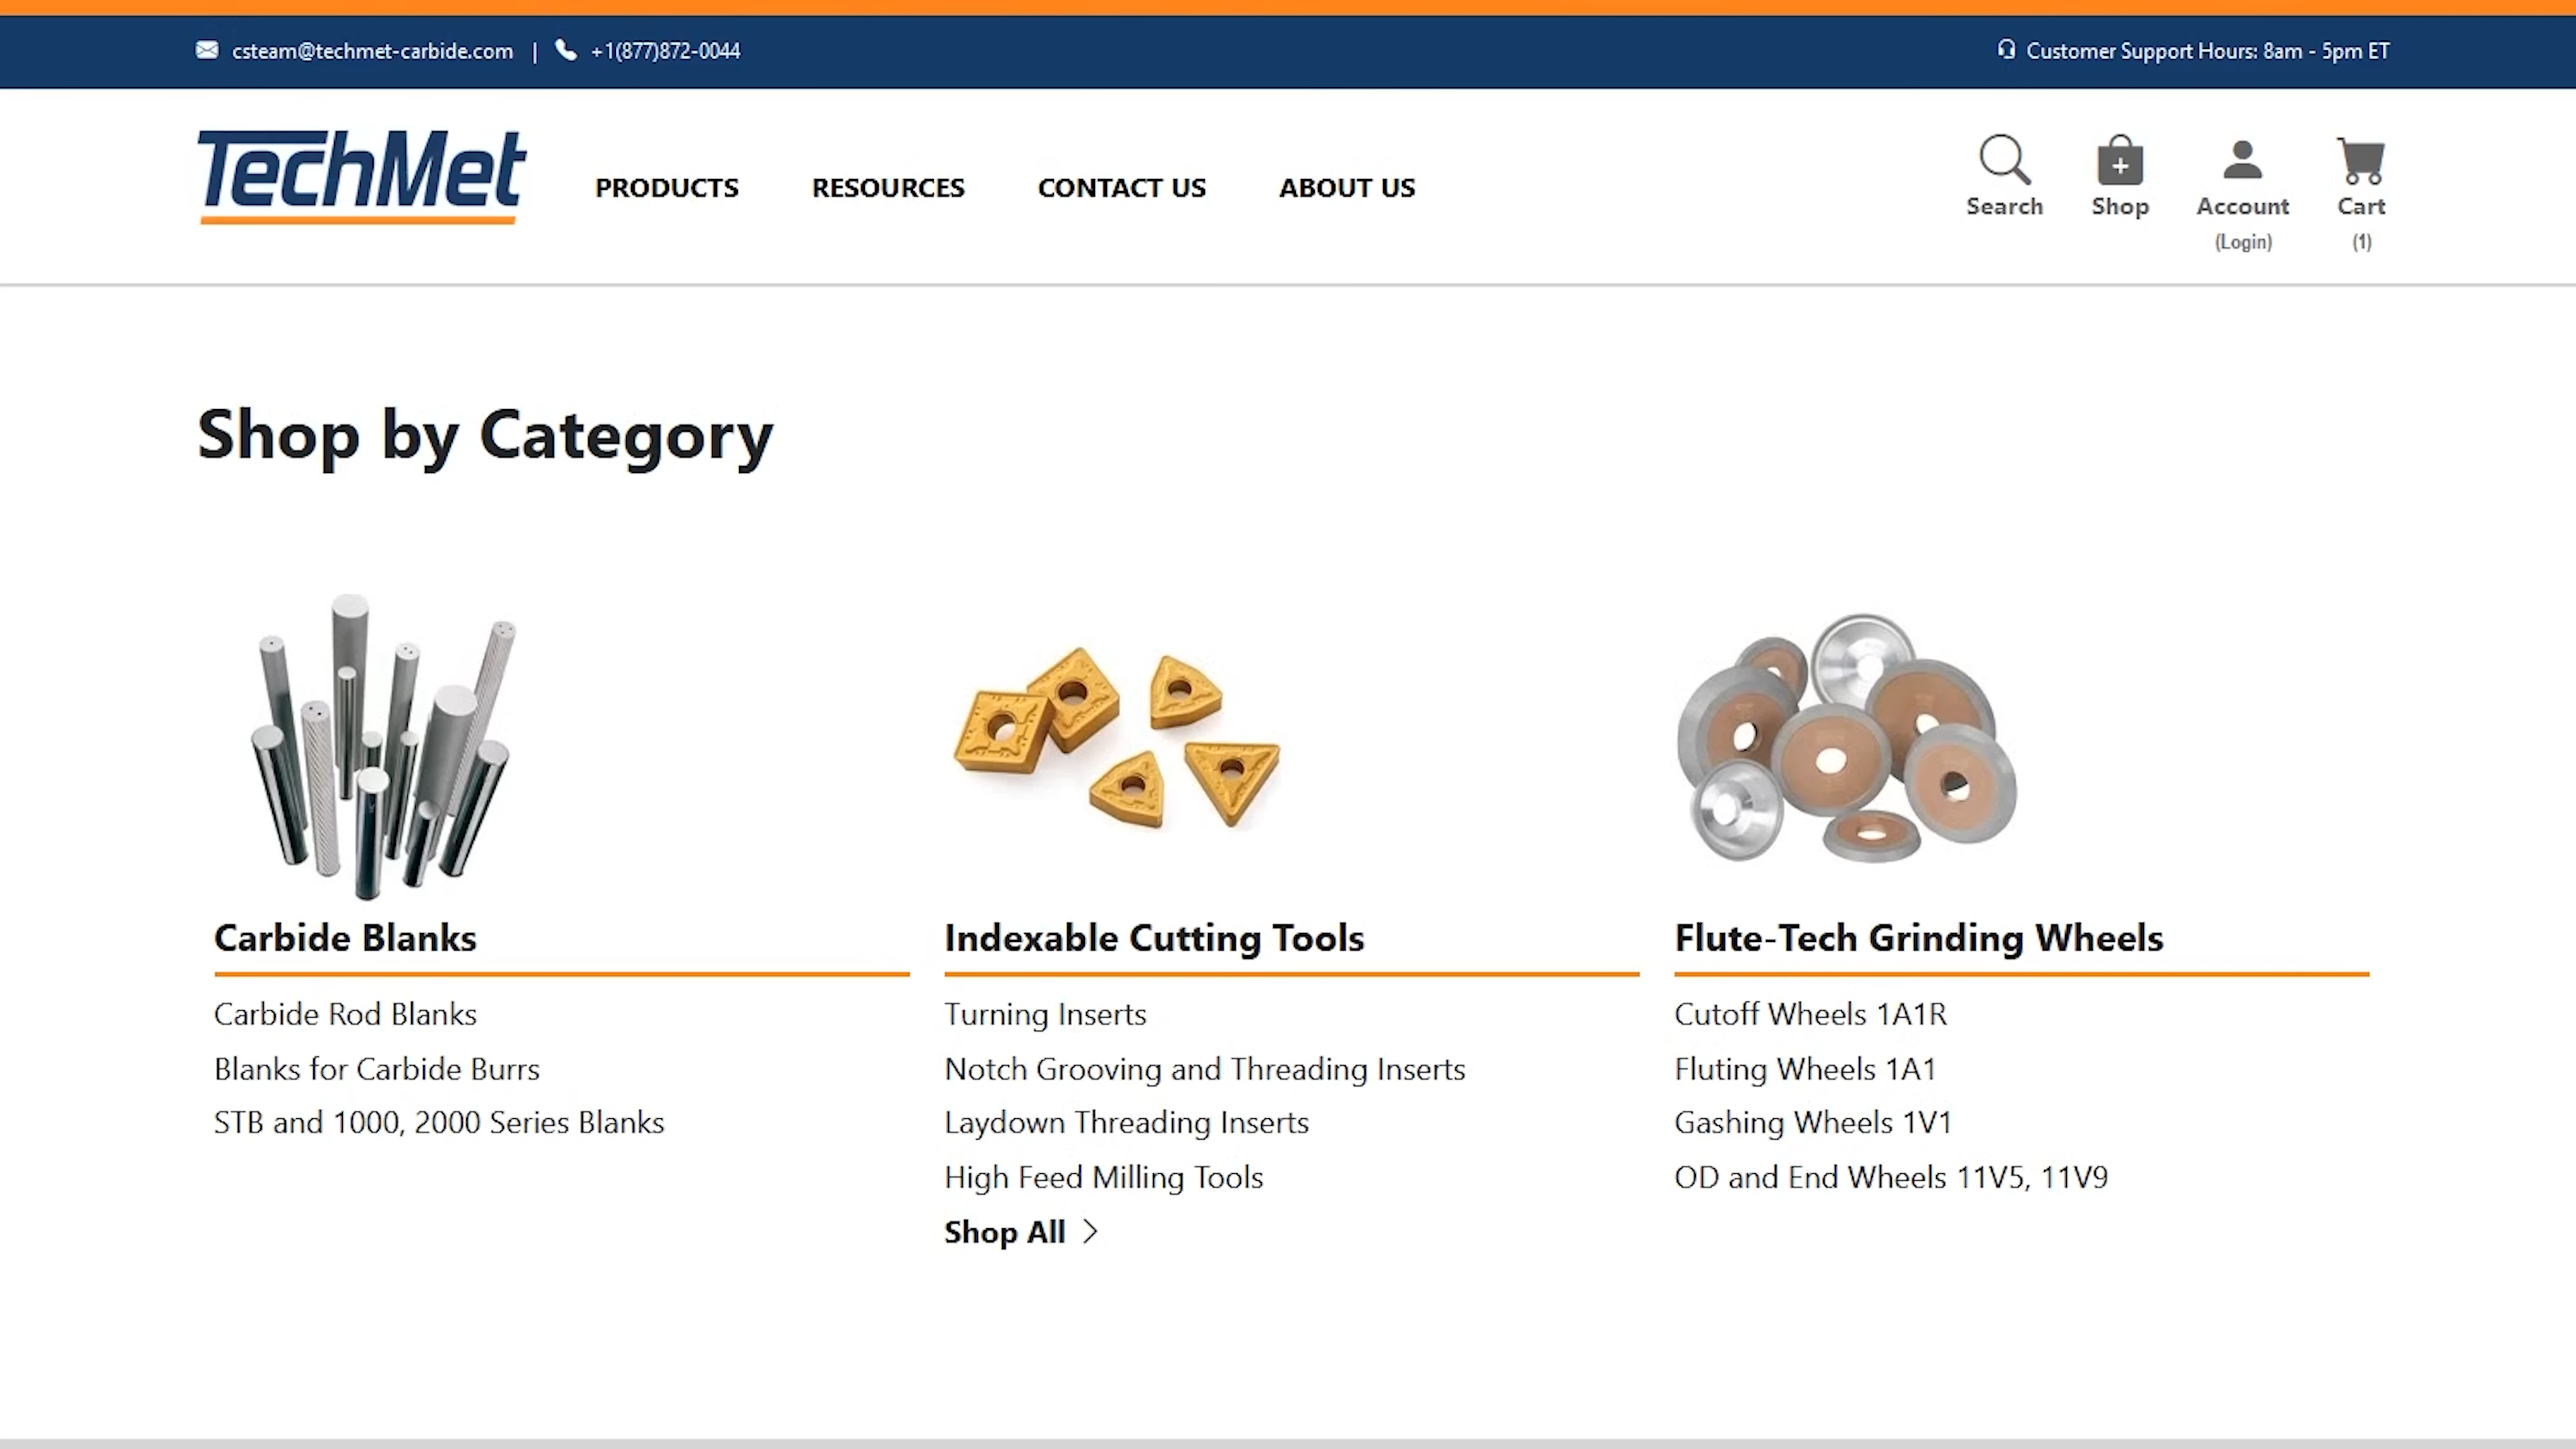 csteam@techmet-carbide.com | +1(877)872-0044
Customer Support Hours: 8am - 5pm ET
TechMet
PRODUCTS RESOURCES CONTACT US ABOUT US
Search Shop Account Cart
(Login) (1)
Shop by Category
Carbide Blanks
Carbide Rod Blanks
Blanks for Carbide Burrs
STB and 1000, 2000 Series Blanks
Indexable Cutting Tools
Turning Inserts
Notch Grooving and Threading Inserts
Laydown Threading Inserts
High Feed Milling Tools
Shop All
Flute-Tech Grinding Wheels
Cutoff Wheels 1A1R
Fluting Wheels 1A1
Gashing Wheels 1V1
OD and End Wheels 11V5, 11V9